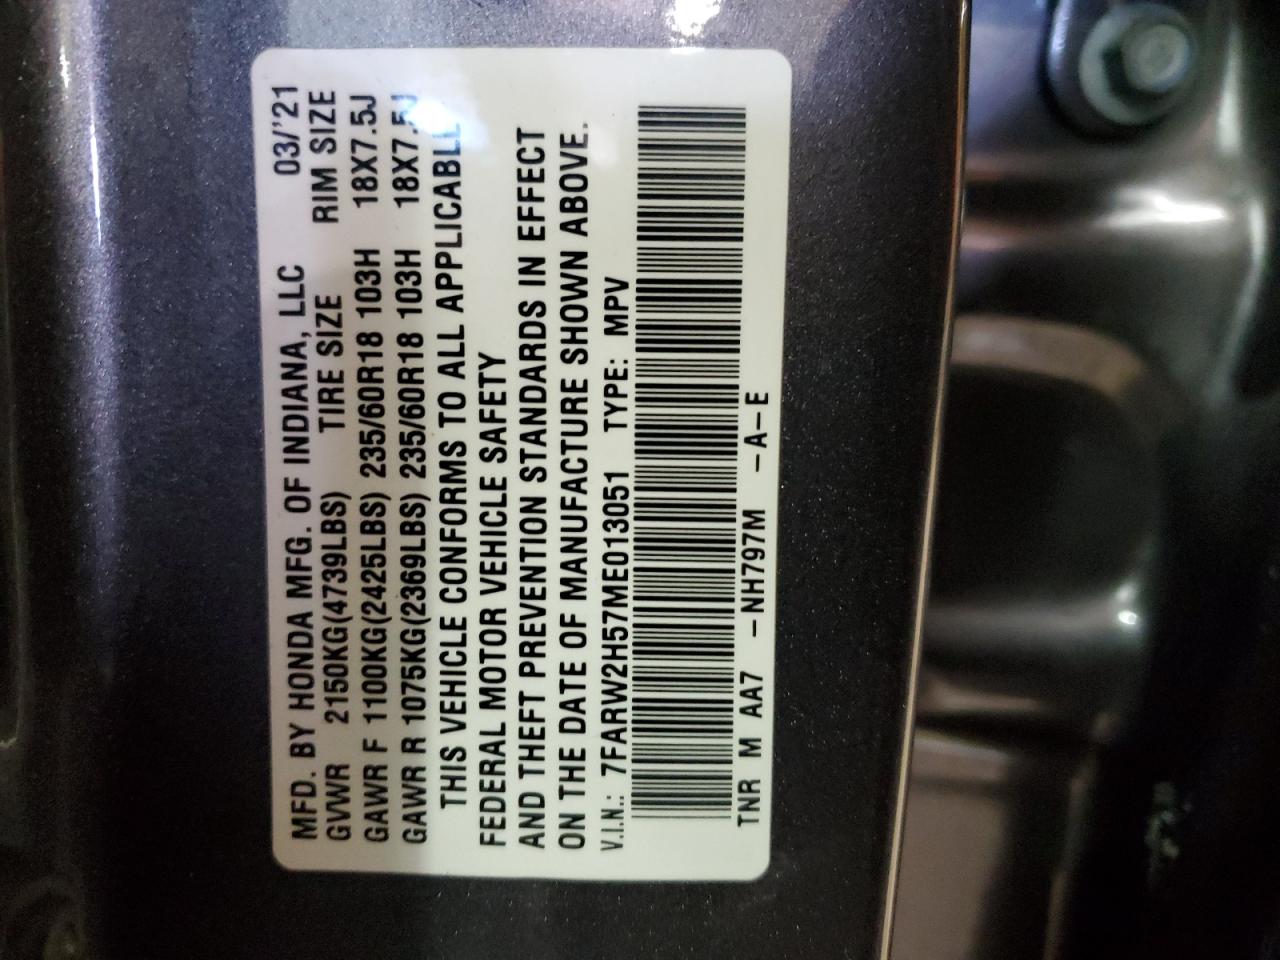 MFD. BY HONDA MFG. OF INDIANA, LLC 03/'21
GVWR 2150KG(4739LBS) TIRE SIZE RIM SIZE
GAWR F 1100KG(2425LBS) 235/60R18 103H 18X7.5J
GAWR R 1075KG(2369LBS) 235/60R18 103H 18X7.5J
THIS VEHICLE CONFORMS TO ALL APPLICABLE
FEDERAL MOTOR VEHICLE SAFETY
AND THEFT PREVENTION STANDARDS IN EFFECT
ON THE DATE OF MANUFACTURE SHOWN ABOVE.
V.I.N.: 7FARW2H57ME013051 TYPE: MPV
TNR M AA7 -NH797M -A-E